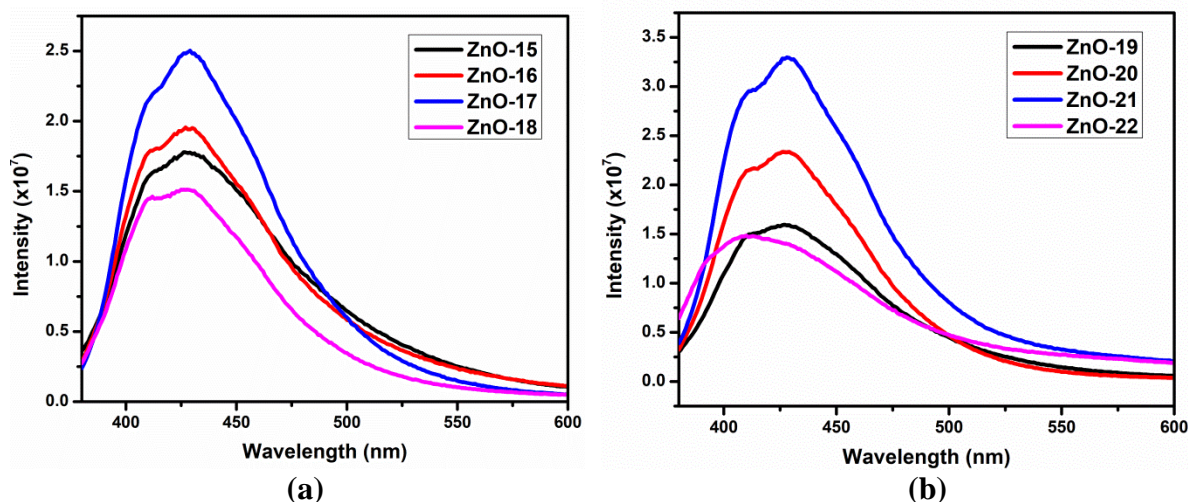 2.5
2.0
1.5
1.0
0.5
0.0
Intensity (x10⁷)
400 450 500 550 600
Wavelength (nm)
ZnO-15
ZnO-16
ZnO-17
ZnO-18
(a)
3.5
3.0
2.5
2.0
1.5
1.0
0.5
0.0
Intensity (x10⁷)
400 450 500 550 600
Wavelength (nm)
ZnO-19
ZnO-20
ZnO-21
ZnO-22
(b)